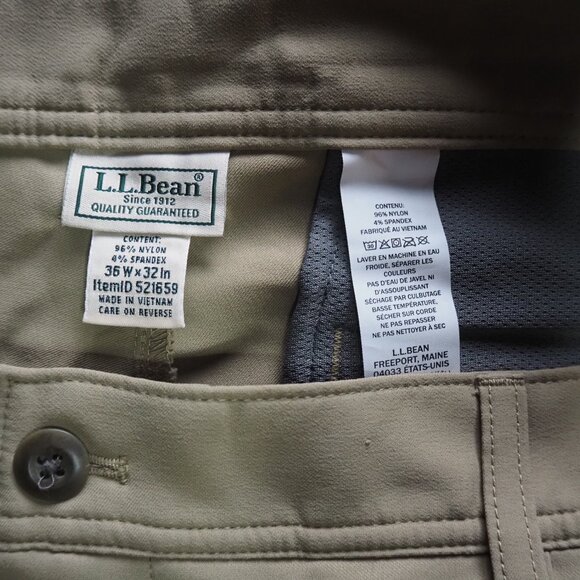 L.L.Bean®
Since 1912
QUALITY GUARANTEED
CONTENT:
96% NYLON
4% SPANDEX
36 W x 32 In
ItemID 521659
MADE IN VIETNAM
CARE ON REVERSE
CONTENU:
96% NYLON
4% SPANDEX
FABRIQUÉ AU VIETNAM
LAVER EN MACHINE EN EAU
FROIDE, SÉPARER LES
COULEURS
PAS D'EAU DE JAVEL NI
D'ASSOUPLISSANT
SÉCHAGE PAR CULBUTAGE
BASSE TEMPÉRATURE,
SÉCHER SUR CORDE
NE PAS REPASSER
NE PAS NETTOYER À SEC
L.L.BEAN
FREEPORT, MAINE
04033 ÉTATS-UNIS